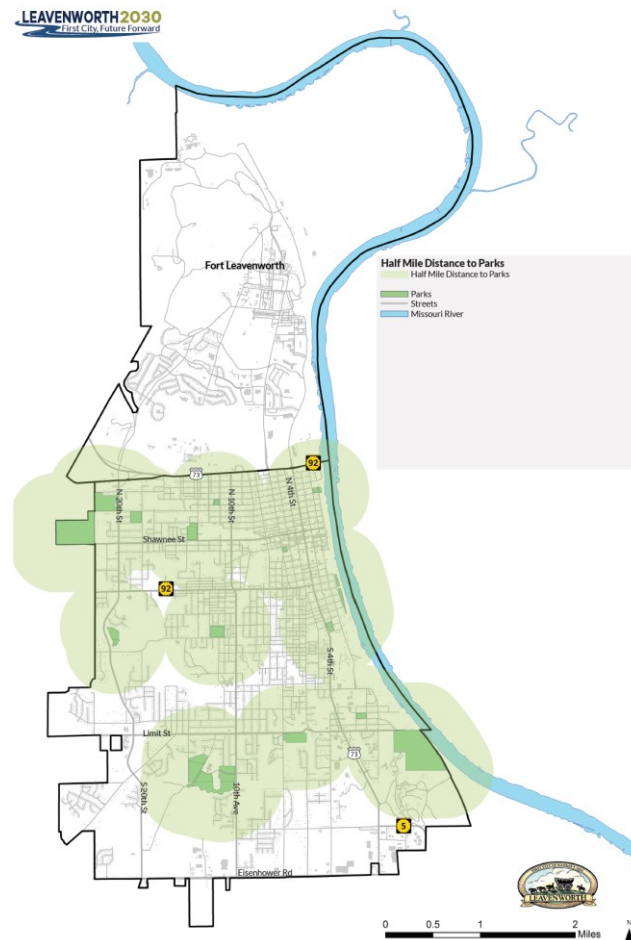 LEAVENWORTH2030
First City, Future Forward
Fort Leavenworth
Half Mile Distance to Parks
Half Mile Distance to Parks
Parks
Streets
Missouri River
92
73
N 20th St
N 10th St
N 4th St
Shawnee St
92
S 4th St
Limit St
73
S 20th St
10th Ave
5
Eisenhower Rd
LEAVENWORTH
0 0.5 1 2
Miles
N